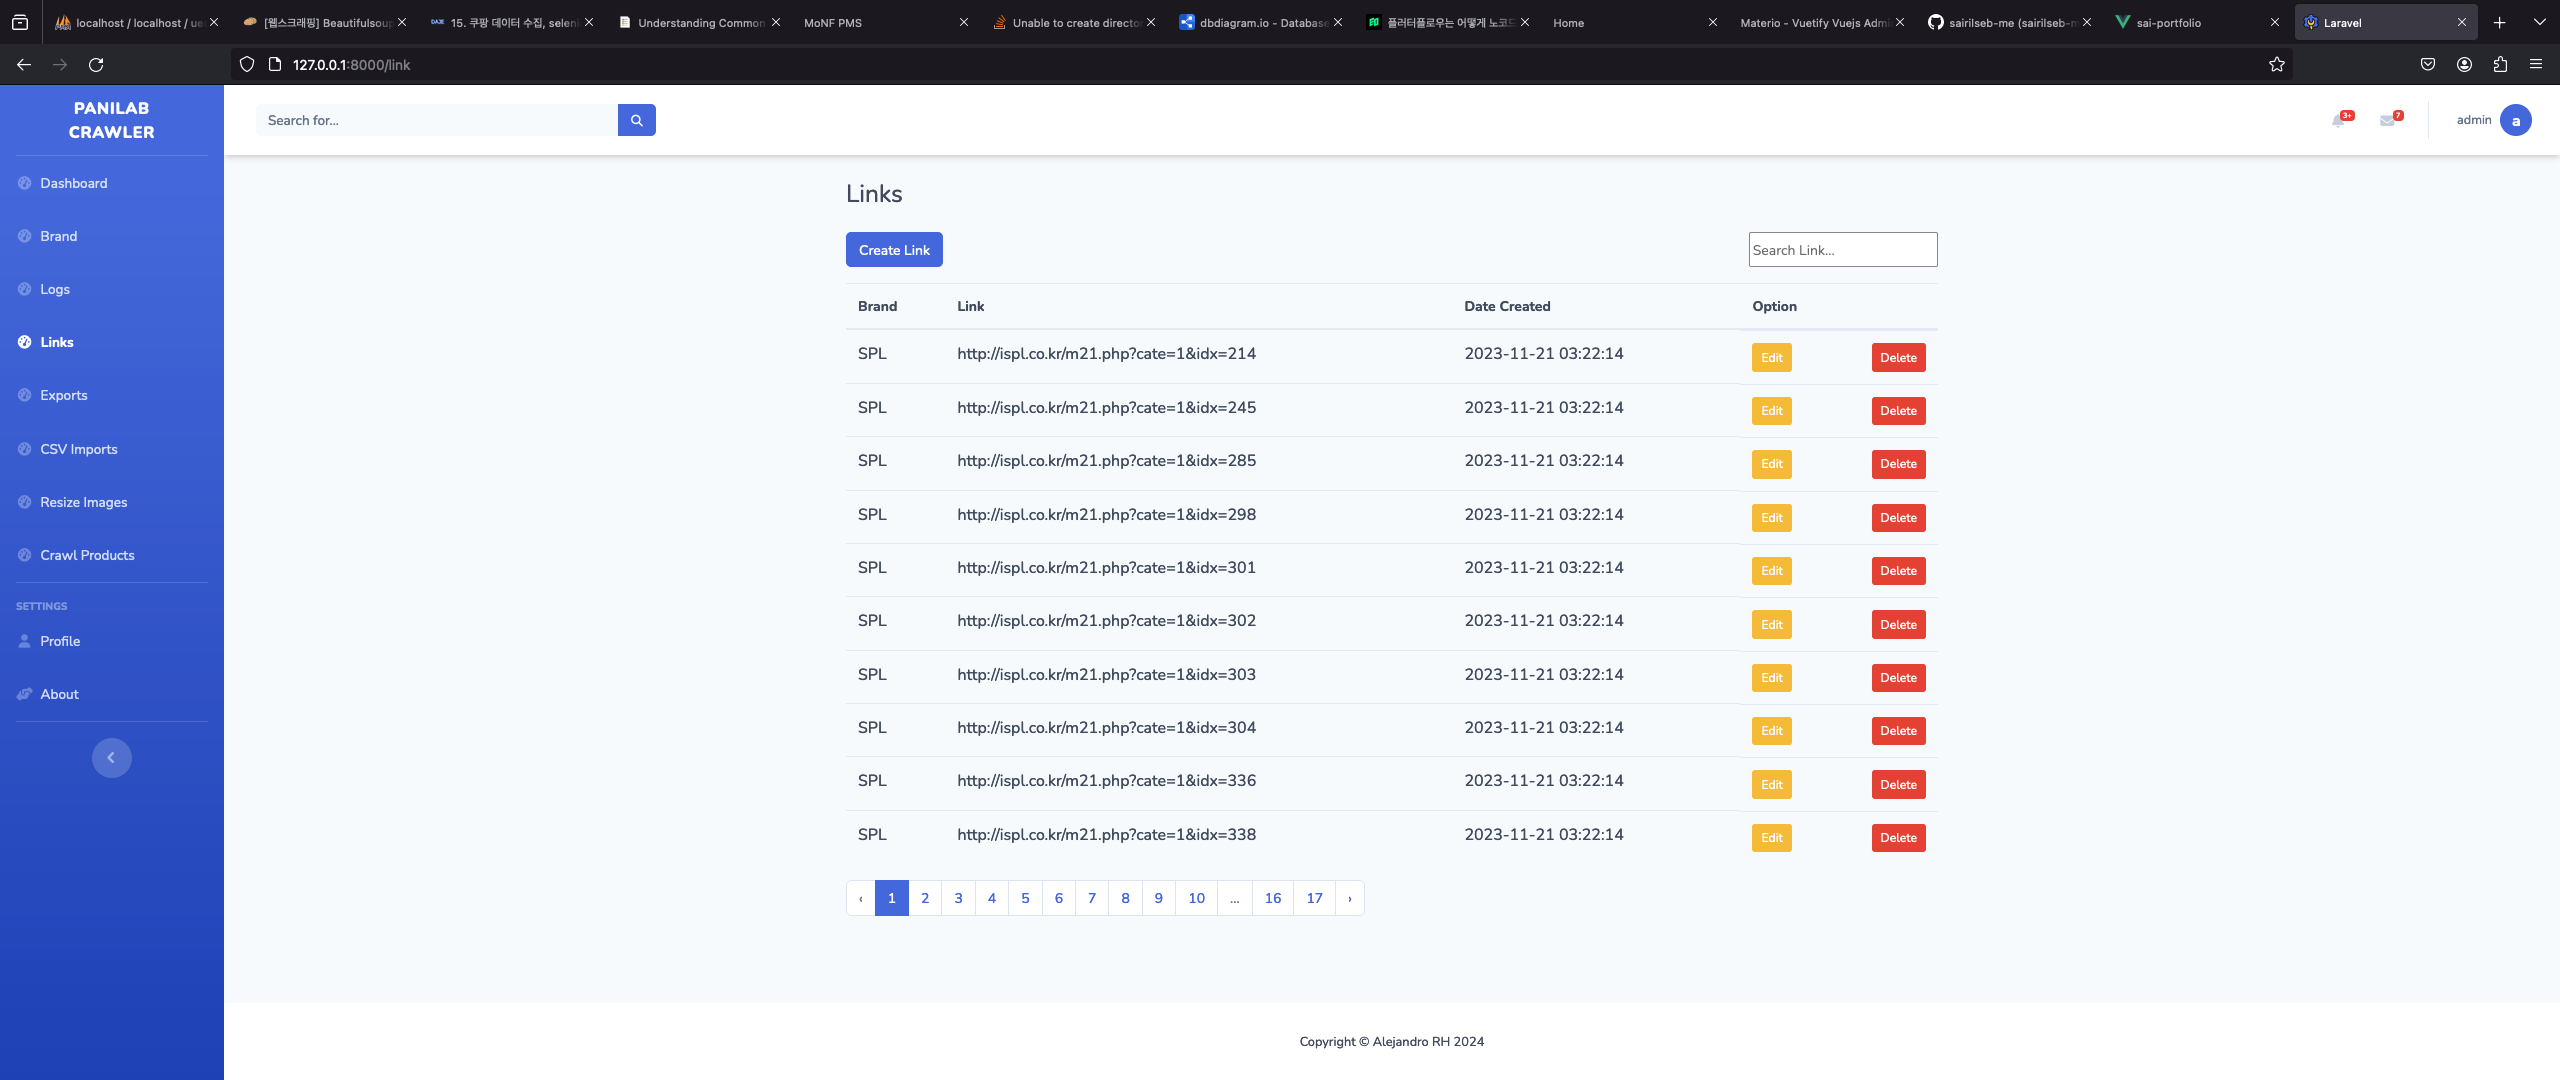 localhost / localhost / ue
[웹스크래핑] Beautifulsoup
15. 쿠팡 데이터 수집, seleni
Understanding Common
MoNF PMS
Unable to create director
dbdiagram.io - Database
플러터플로우는 어떻게 노코드
Home
Materio - Vuetify Vuejs Admi
sairilseb-me (sairilseb-m
sai-portfolio
Laravel
127.0.0.1:8000/link
PANILAB
CRAWLER
Dashboard
Brand
Logs
Links
Exports
CSV Imports
Resize Images
Crawl Products
SETTINGS
Profile
About
Search for...
3+
7
admin
a
Links
Create Link
Search Link...
Brand Link Date Created Option
SPL http://ispl.co.kr/m21.php?cate=1&idx=214 2023-11-21 03:22:14 Edit Delete
SPL http://ispl.co.kr/m21.php?cate=1&idx=245 2023-11-21 03:22:14 Edit Delete
SPL http://ispl.co.kr/m21.php?cate=1&idx=285 2023-11-21 03:22:14 Edit Delete
SPL http://ispl.co.kr/m21.php?cate=1&idx=298 2023-11-21 03:22:14 Edit Delete
SPL http://ispl.co.kr/m21.php?cate=1&idx=301 2023-11-21 03:22:14 Edit Delete
SPL http://ispl.co.kr/m21.php?cate=1&idx=302 2023-11-21 03:22:14 Edit Delete
SPL http://ispl.co.kr/m21.php?cate=1&idx=303 2023-11-21 03:22:14 Edit Delete
SPL http://ispl.co.kr/m21.php?cate=1&idx=304 2023-11-21 03:22:14 Edit Delete
SPL http://ispl.co.kr/m21.php?cate=1&idx=336 2023-11-21 03:22:14 Edit Delete
SPL http://ispl.co.kr/m21.php?cate=1&idx=338 2023-11-21 03:22:14 Edit Delete
‹ 1 2 3 4 5 6 7 8 9 10 ... 16 17 ›
Copyright © Alejandro RH 2024